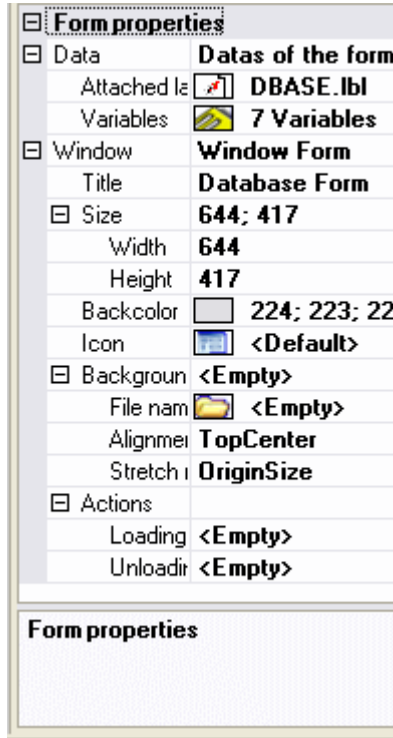 Form properties
Data Datas of the form
Attached la DBASE.lbl
Variables 7 Variables
Window Window Form
Title Database Form
Size 644; 417
Width 644
Height 417
Backcolor 224; 223; 22
Icon <Default>
Backgroun <Empty>
File nam <Empty>
Alignmei TopCenter
Stretch i OriginSize
Actions
Loading <Empty>
Unloadir <Empty>
Form properties